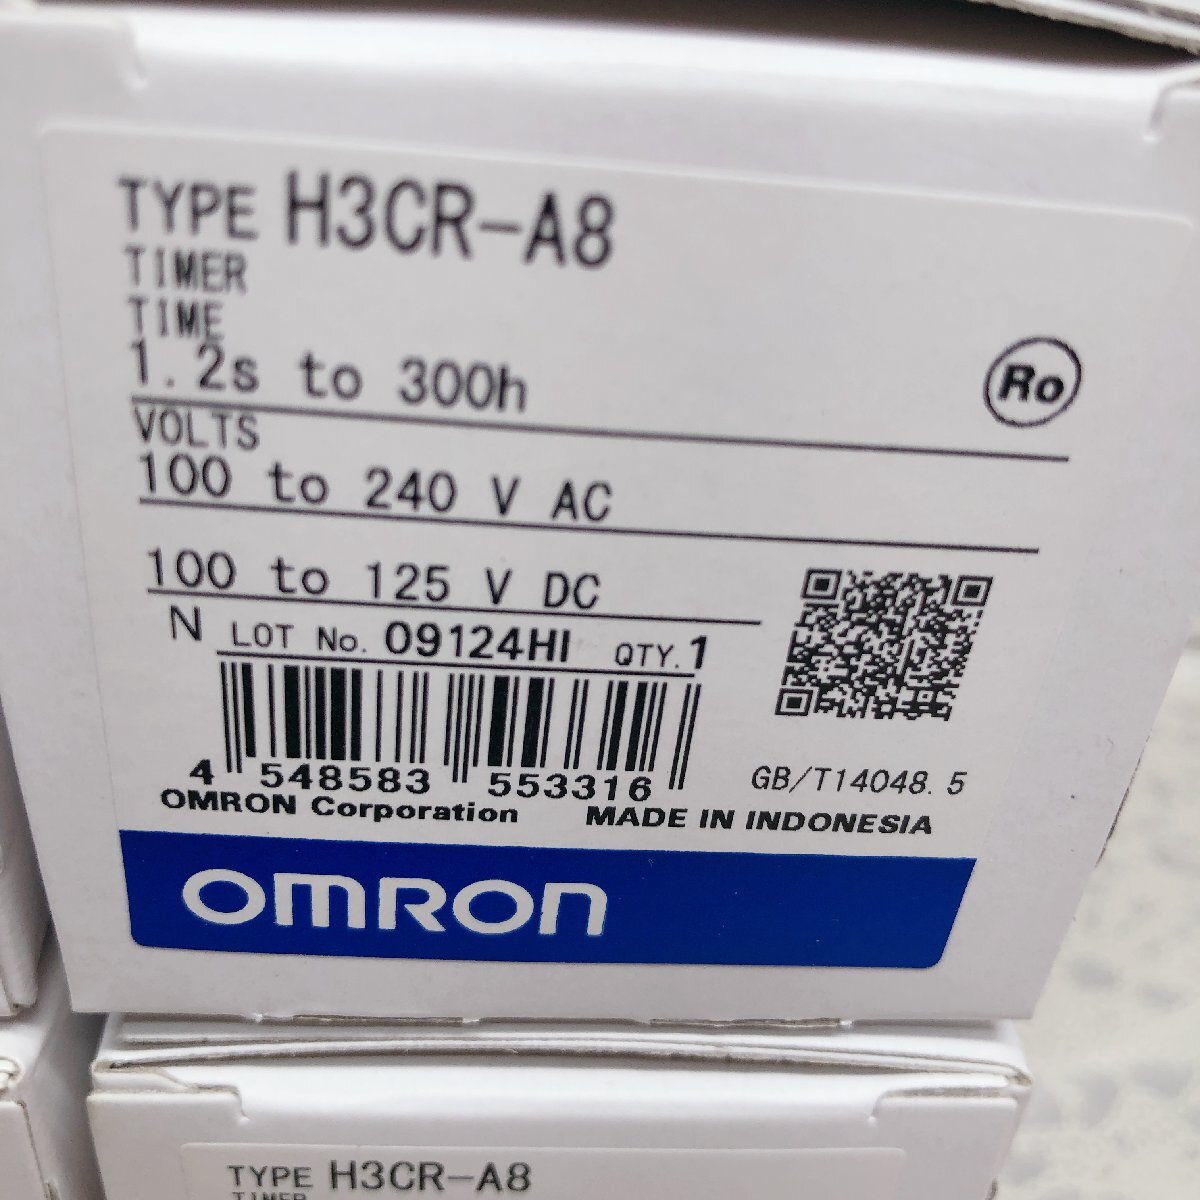 TYPE H3CR-A8
TIMER
TIME
1.2s to 300h
Ro
VOLTS
100 to 240 V AC
100 to 125 V DC
N LOT No. 09124HI QTY.1
4 548583 553316
GB/T14048.5
OMRON Corporation MADE IN INDONESIA
OMRON
TYPE H3CR-A8
TIMER